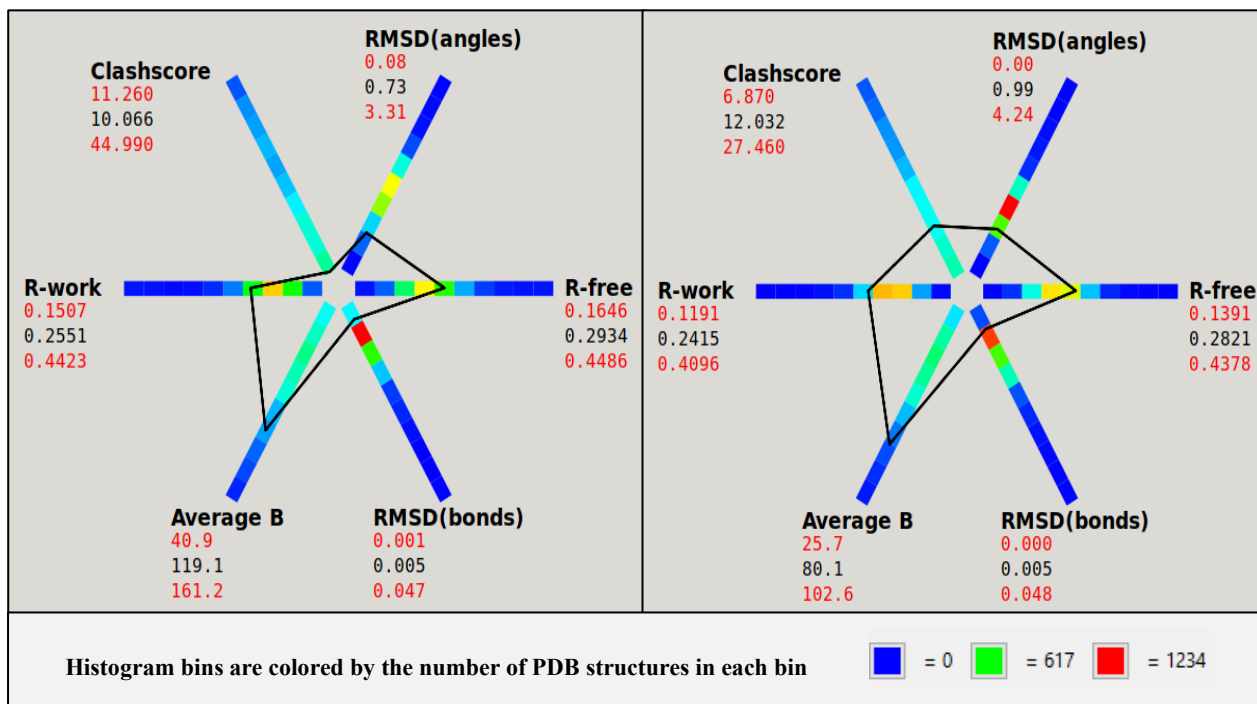 RMSD(angles)
0.08
0.73
3.31
Clashscore
11.260
10.066
44.990
R-work
0.1507
0.2551
0.4423
R-free
0.1646
0.2934
0.4486
Average B
40.9
119.1
161.2
RMSD(bonds)
0.001
0.005
0.047
RMSD(angles)
0.00
0.99
4.24
Clashscore
6.870
12.032
27.460
R-work
0.1191
0.2415
0.4096
R-free
0.1391
0.2821
0.4378
Average B
25.7
80.1
102.6
RMSD(bonds)
0.000
0.005
0.048
Histogram bins are colored by the number of PDB structures in each bin
= 0 = 617 = 1234